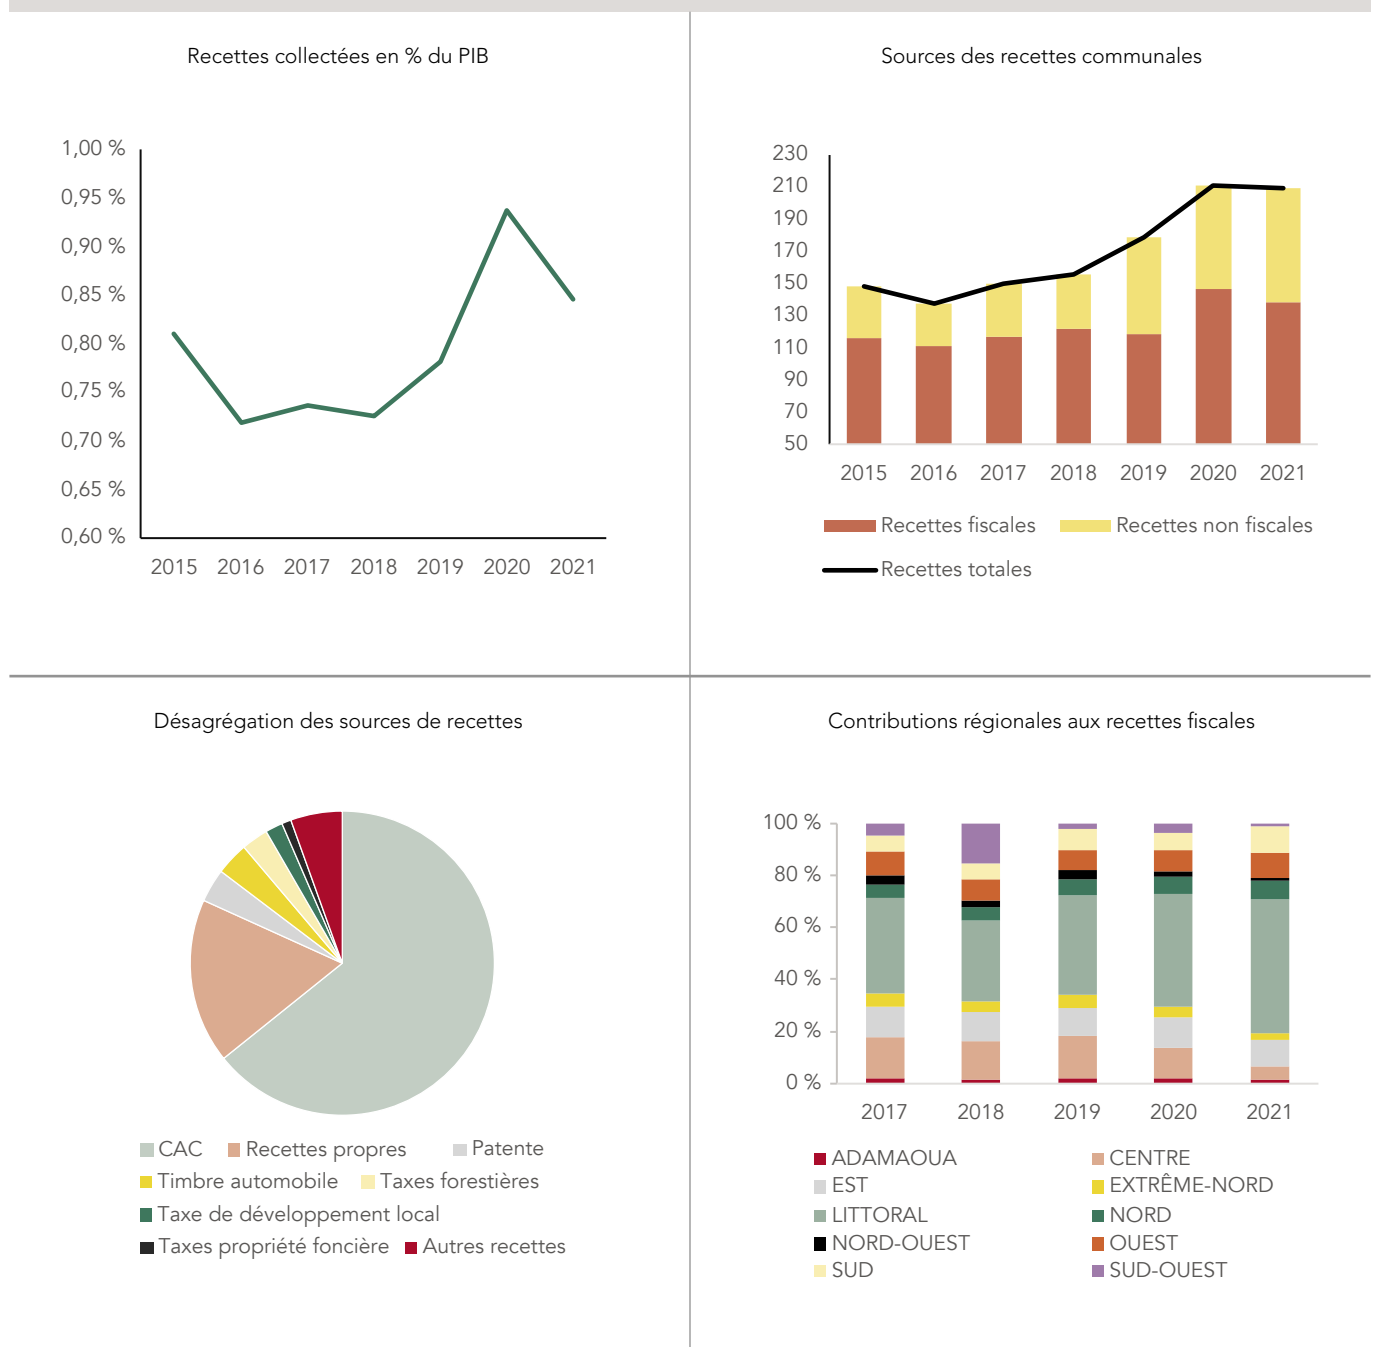 Recettes collectées en % du PIB
1,00 %
0,95 %
0,90 %
0,85 %
0,80 %
0,75 %
0,70 %
0,65 %
0,60 %
2015 2016 2017 2018 2019 2020 2021
Sources des recettes communales
230
210
190
170
150
130
110
90
70
50
2015 2016 2017 2018 2019 2020 2021
Recettes fiscales Recettes non fiscales
Recettes totales
Désagrégation des sources de recettes
CAC Recettes propres Patente
Timbre automobile Taxes forestières
Taxe de développement local
Taxes propriété foncière Autres recettes
Contributions régionales aux recettes fiscales
100 %
80 %
60 %
40 %
20 %
0 %
2017 2018 2019 2020 2021
ADAMAOUA CENTRE
EST EXTRÊME-NORD
LITTORAL NORD
NORD-OUEST OUEST
SUD SUD-OUEST